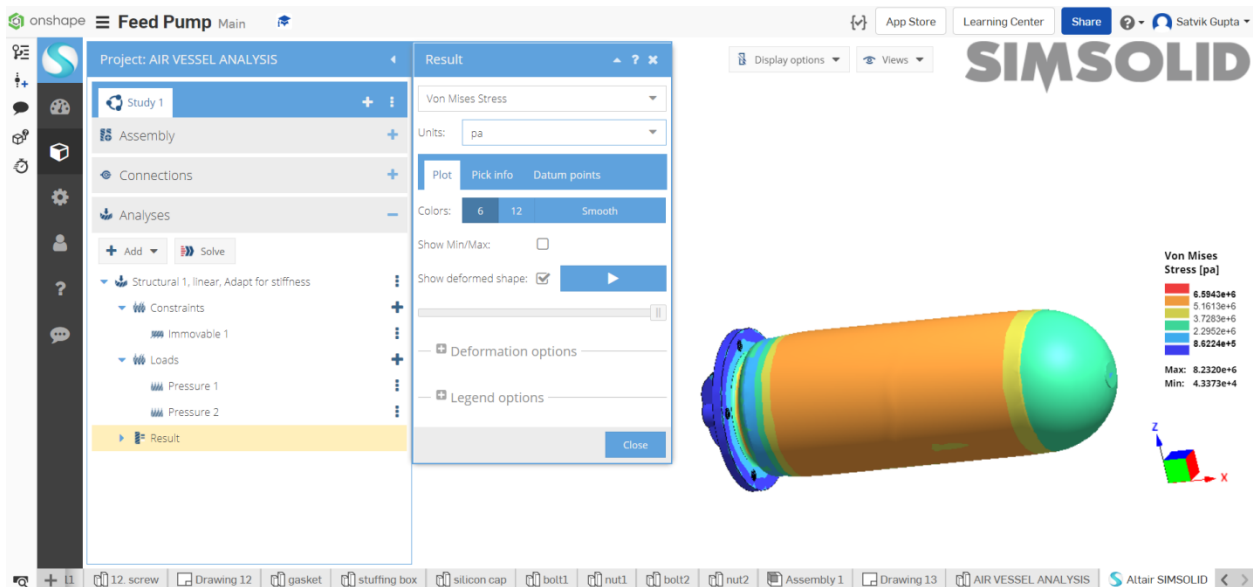 onshape Feed Pump Main App Store Learning Center Share Satvik Gupta
Project: AIR VESSEL ANALYSIS
Study 1
Assembly
Connections
Analyses
Add Solve
Structural 1, linear, Adapt for stiffness
Constraints
Immovable 1
Loads
Pressure 1
Pressure 2
Result
Result
Von Mises Stress
Units: pa
Plot Pick info Datum points
Colors: 6 12 Smooth
Show Min/Max:
Show deformed shape:
Deformation options
Legend options
Close
Display options Views
SIMSOLID
Von Mises
Stress [pa]
6.5943e+6
5.1613e+6
3.7283e+6
2.2952e+6
8.6224e+5
Max: 8.2320e+6
Min: 4.3373e+4
Z
X
12. screw Drawing 12 gasket stuffing box silicon cap bolt1 nut1 bolt2 nut2 Assembly 1 Drawing 13 AIR VESSEL ANALYSIS Altair SIMSOLID